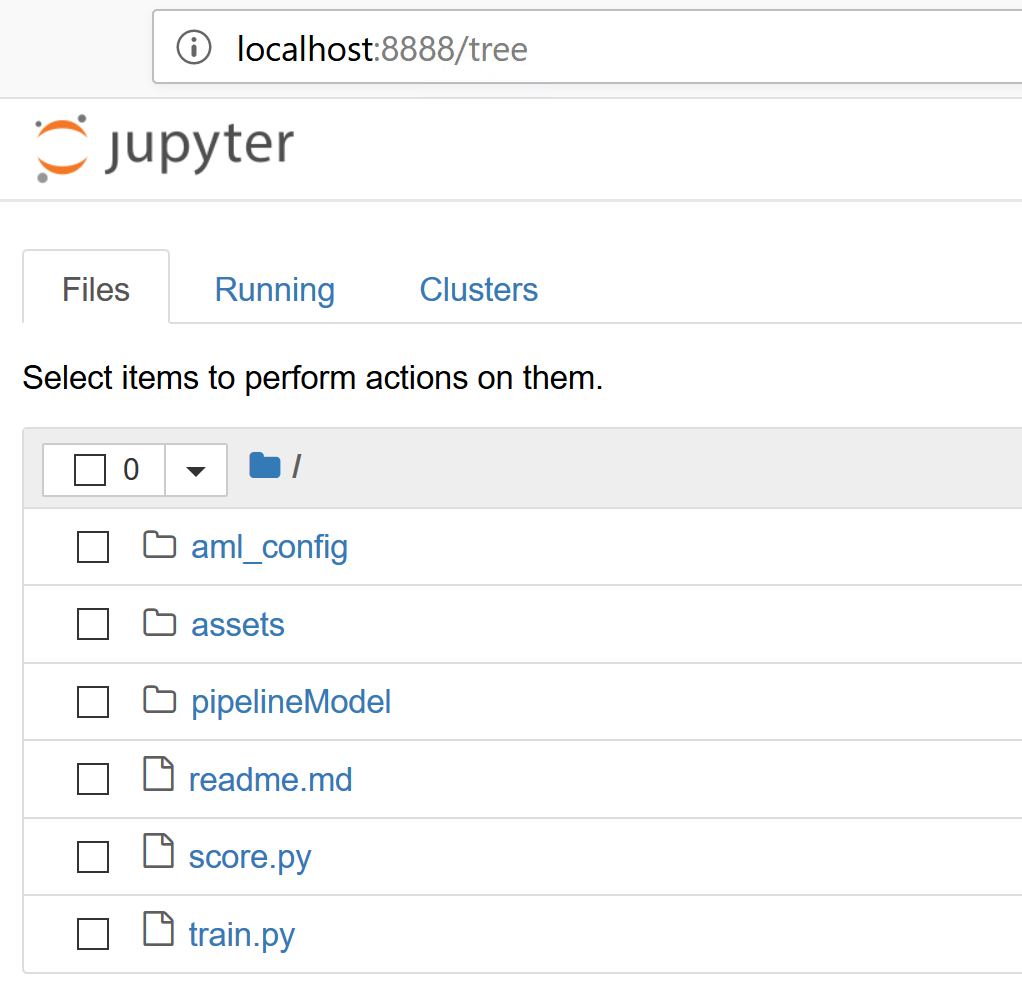 localhost:8888/tree
jupyter
Files Running Clusters
Select items to perform actions on them.
0 /
aml_config
assets
pipelineModel
readme.md
score.py
train.py